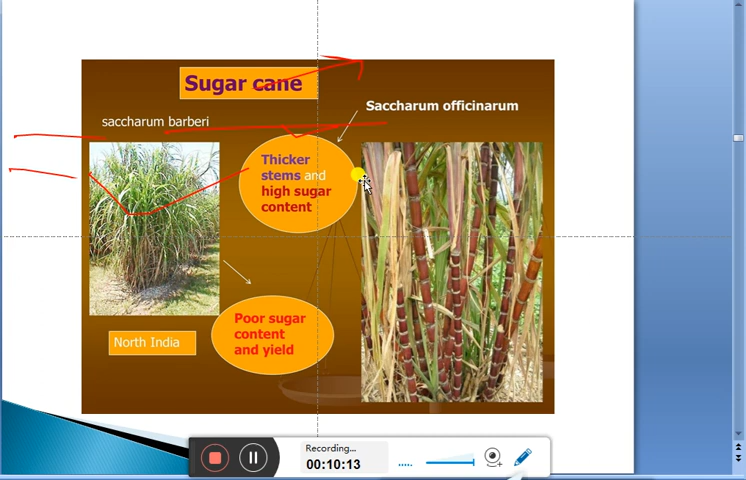 Sugar cane
Saccharum officinarum
saccharum barberi
Thicker
stems and
high sugar
content
Poor sugar
content
and yield
North India
Recording...
00:10:13